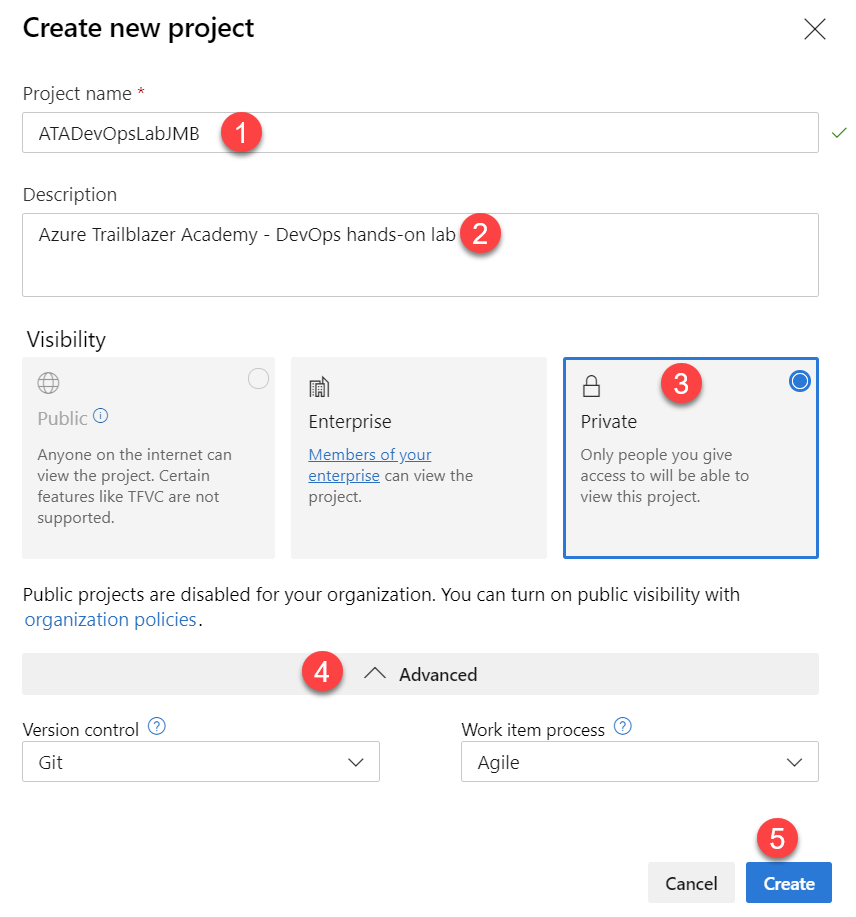 Create new project
Project name *
ATADevOpsLabJMB 1
Description
Azure Trailblazer Academy - DevOps hands-on lab 2
Visibility
Public
Anyone on the internet can
view the project. Certain
features like TFVC are not
supported.
Enterprise
Members of your
enterprise can view the
project.
3
Private
Only people you give
access to will be able to
view this project.
Public projects are disabled for your organization. You can turn on public visibility with
organization policies.
4 Advanced
Version control ?
Git
Work item process ?
Agile
5
Cancel
Create